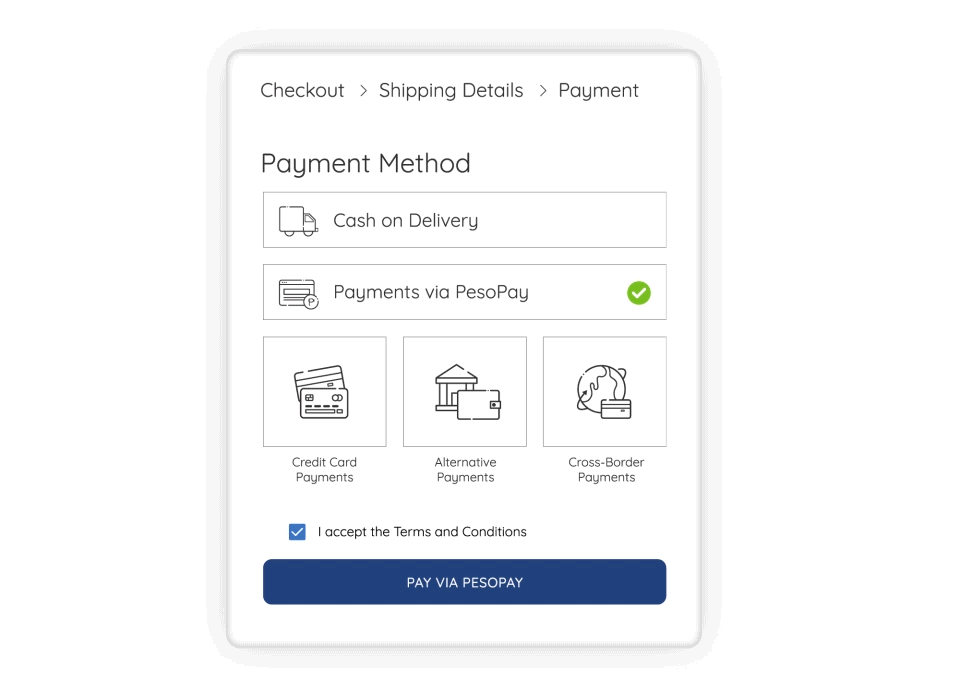 Checkout > Shipping Details > Payment
Payment Method
Cash on Delivery
P
Payments via PesoPay
Credit Card
Payments
Alternative
Payments
Cross-Border
Payments
I accept the Terms and Conditions
PAY VIA PESOPAY